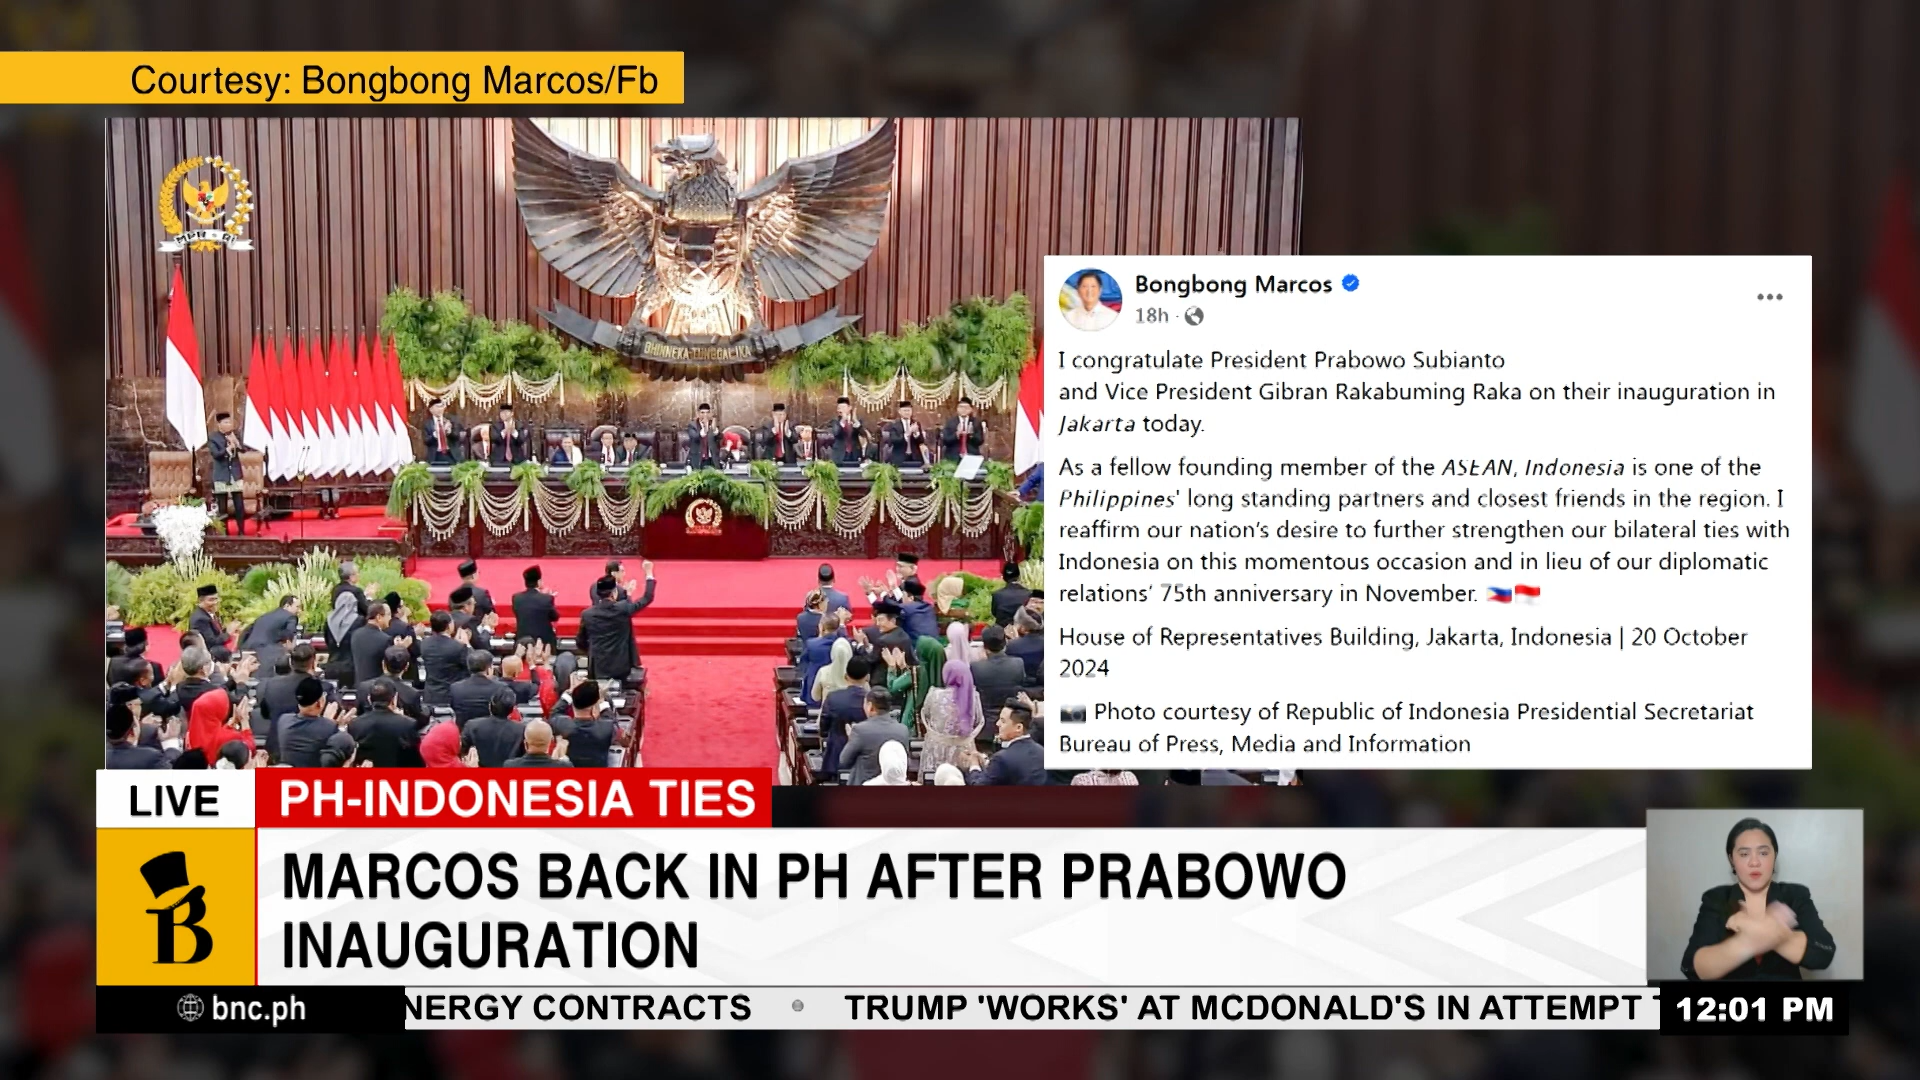 Courtesy: Bongbong Marcos/Fb
MPR - RI
BHINNEKA TUNGGAL IKA
Bongbong Marcos
18h ·
I congratulate President Prabowo Subianto
and Vice President Gibran Rakabuming Raka on their inauguration in
Jakarta today.
As a fellow founding member of the ASEAN, Indonesia is one of the
Philippines' long standing partners and closest friends in the region. I
reaffirm our nation's desire to further strengthen our bilateral ties with
Indonesia on this momentous occasion and in lieu of our diplomatic
relations' 75th anniversary in November. 🇵🇭🇮🇩
House of Representatives Building, Jakarta, Indonesia | 20 October
2024
📷 Photo courtesy of Republic of Indonesia Presidential Secretariat
Bureau of Press, Media and Information
LIVE
PH-INDONESIA TIES
B
MARCOS BACK IN PH AFTER PRABOWO
INAUGURATION
bnc.ph
NERGY CONTRACTS • TRUMP 'WORKS' AT MCDONALD'S IN ATTEMPT
12:01 PM